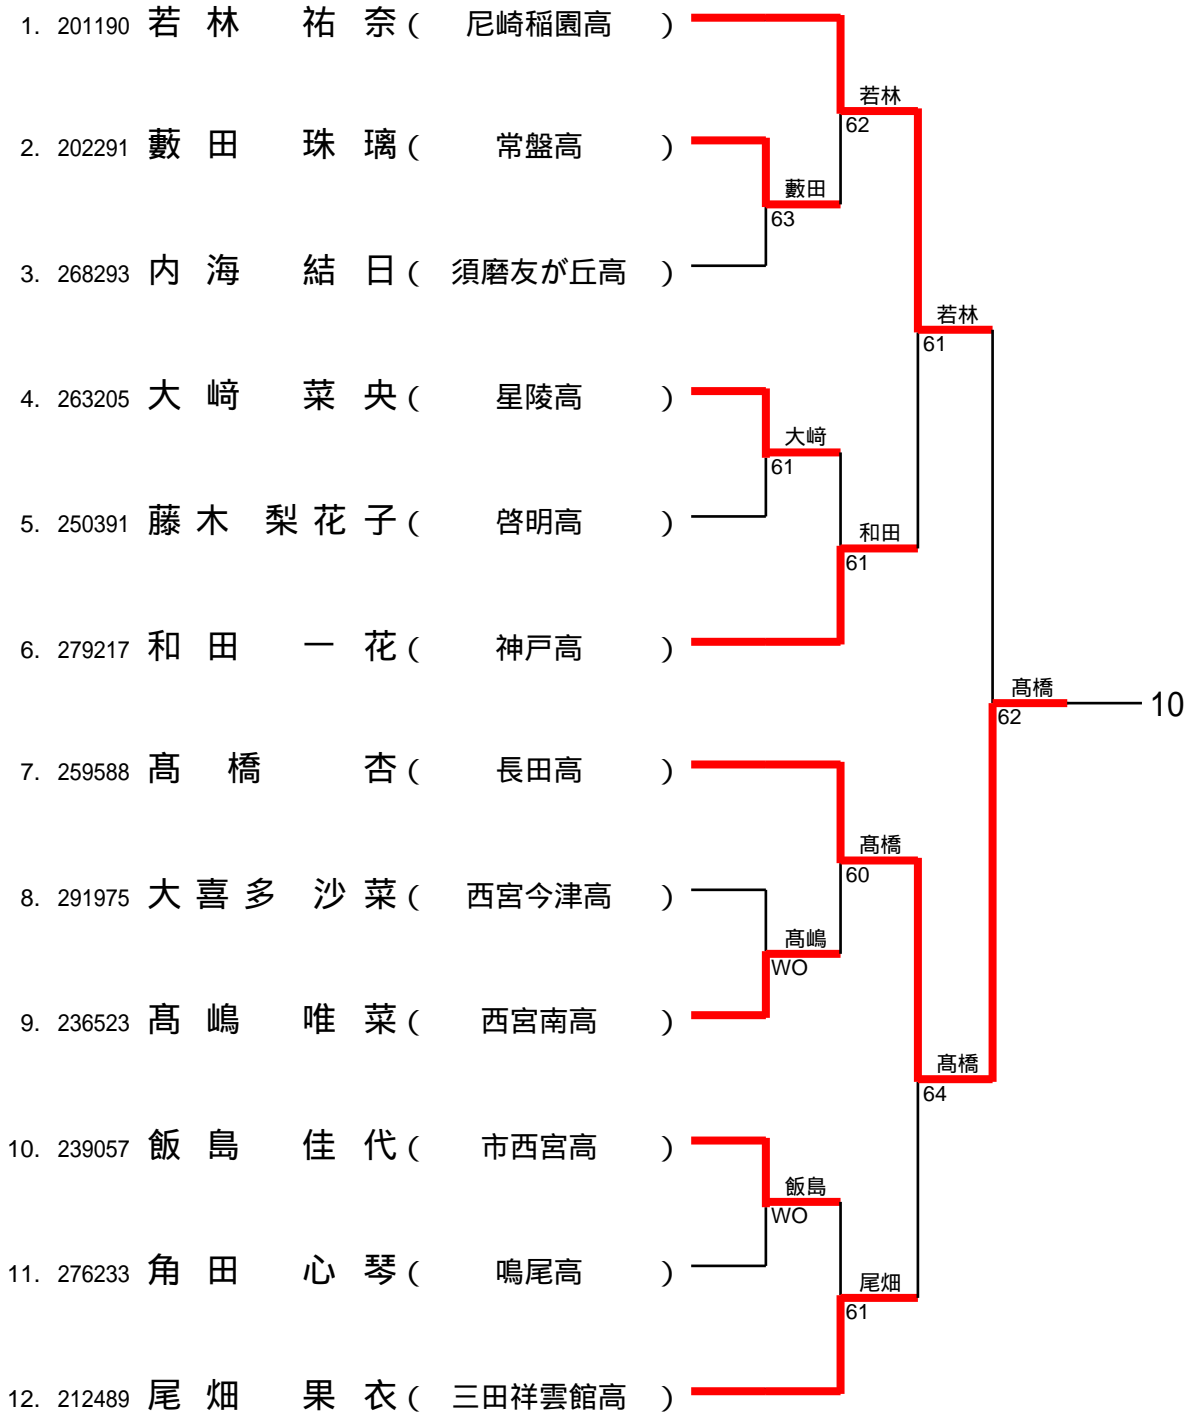 1. 201190 若林 祐奈 ( 尼崎稲園高 )
若林
62
2. 202291 藪田 珠璃 ( 常盤高 )
藪田
63
3. 268293 内海 結日 ( 須磨友が丘高 )
若林
61
4. 263205 大﨑 菜央 ( 星陵高 )
大﨑
61
5. 250391 藤木 梨花子 ( 啓明高 )
和田
61
6. 279217 和田 一花 ( 神戸高 )
髙橋
62
10
7. 259588 髙橋 杏 ( 長田高 )
髙橋
60
8. 291975 大喜多 沙菜 ( 西宮今津高 )
髙嶋
WO
9. 236523 髙嶋 唯菜 ( 西宮南高 )
髙橋
64
10. 239057 飯島 佳代 ( 市西宮高 )
飯島
WO
11. 276233 角田 心琴 ( 鳴尾高 )
尾畑
61
12. 212489 尾畑 果衣 ( 三田祥雲館高 )